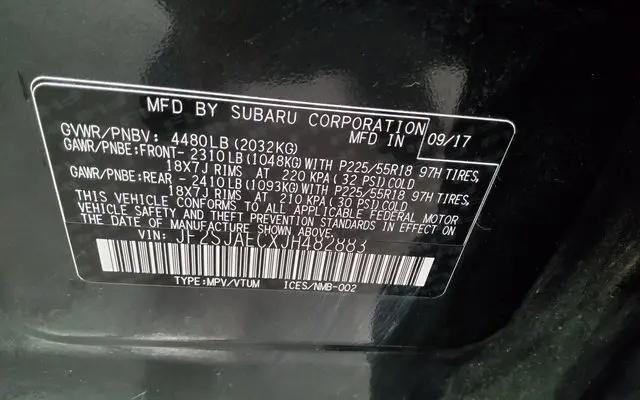 MFD BY SUBARU CORPORATION
MFD IN 09/17
GVWR/PNBV: 4480LB (2032KG)
GAWR/PNBE:FRONT- 2310LB (1048KG) WITH P225/55R18 97H TIRES,
18X7J RIMS AT 220 KPA (32 PSI) COLD
GAWR/PNBE:REAR- 2410LB (1093KG) WITH P225/55R18 97H TIRES,
18X7J RIMS AT 210 KPA (30 PSI) COLD
THIS VEHICLE CONFORMS TO ALL APPLICABLE FEDERAL MOTOR
VEHICLE SAFETY AND THEFT PREVENTION STANDARDS IN EFFECT
ON THE DATE OF MANUFACTURE SHOWN ABOVE.
VIN: JF2SJAECXJH482883
TYPE:MPV/VTUM ICES/NMB-002